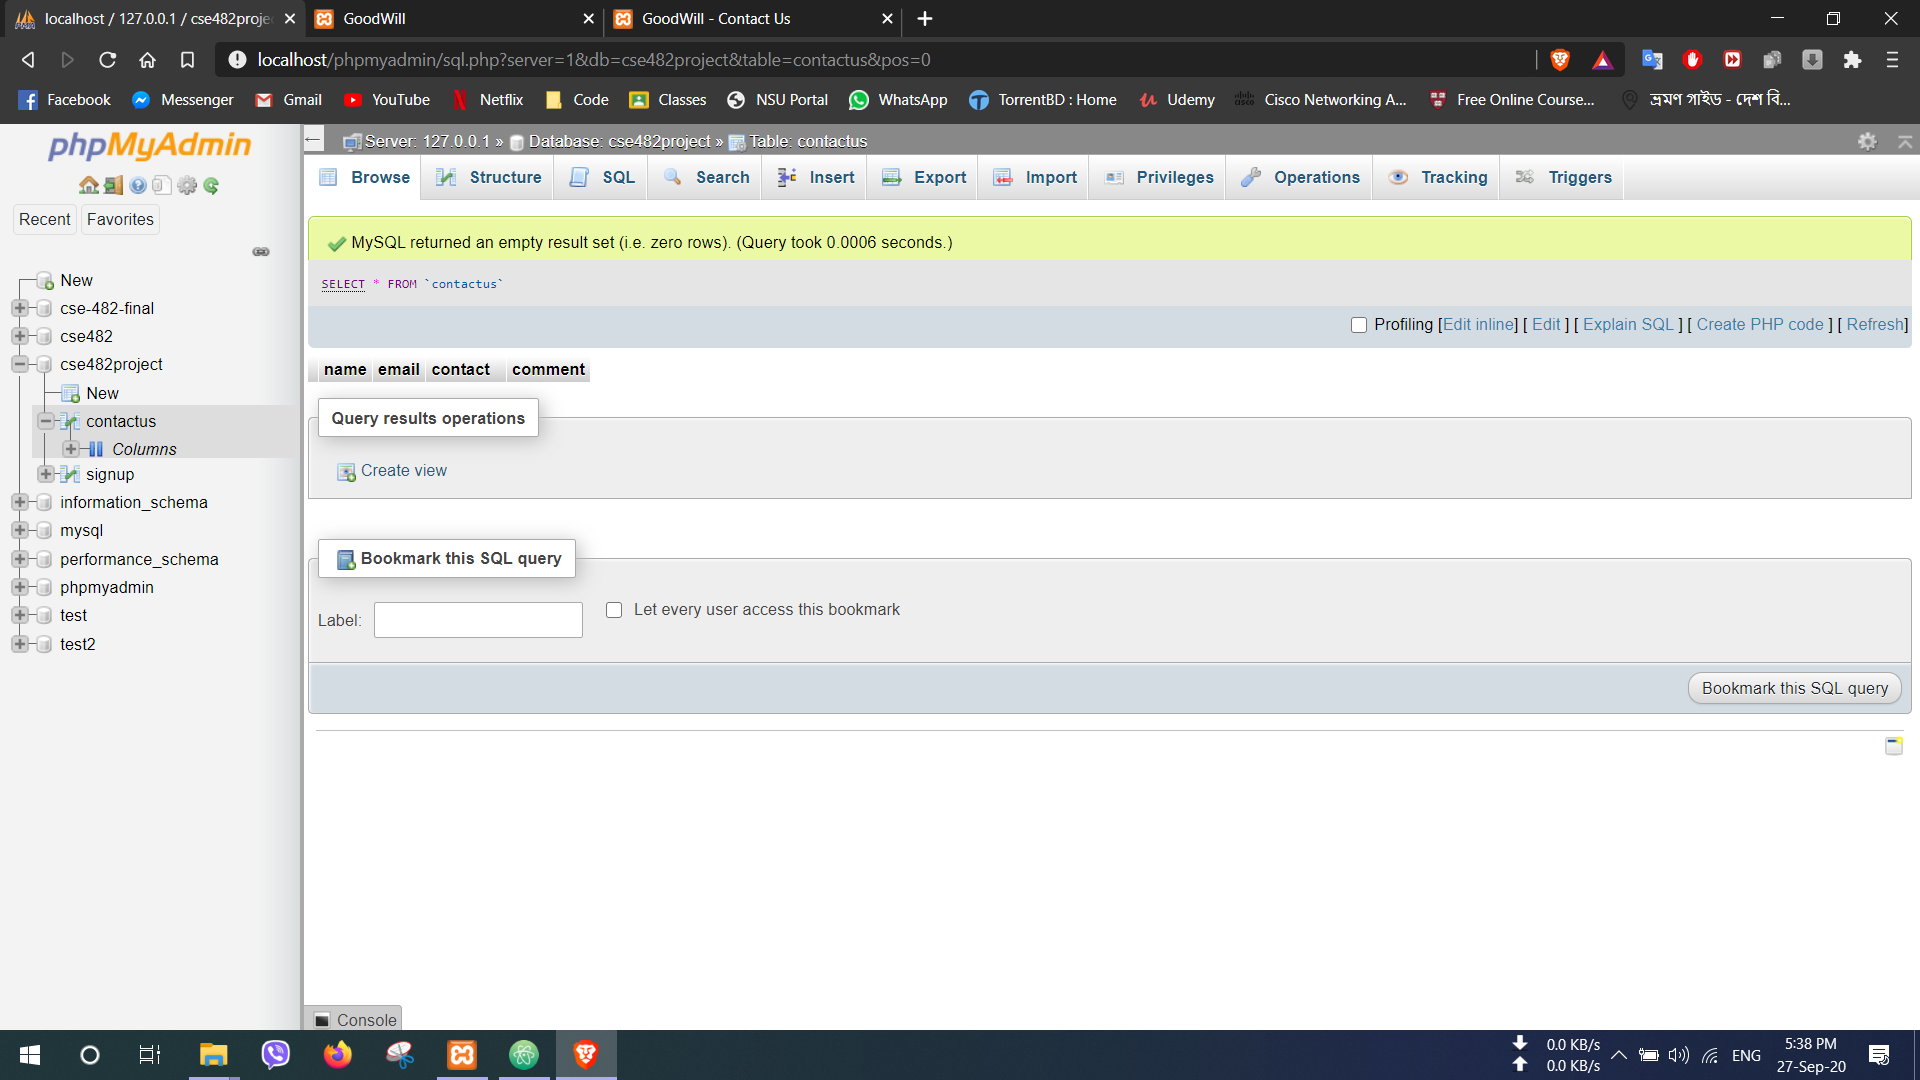 localhost / 127.0.0.1 / cse482proje
GoodWill
GoodWill - Contact Us
localhost/phpmyadmin/sql.php?server=1&db=cse482project&table=contactus&pos=0
Facebook Messenger Gmail YouTube Netflix Code Classes NSU Portal WhatsApp TorrentBD : Home Udemy Cisco Networking A... Free Online Course... ভ্রমণ গাইড - দেশ বি...
phpMyAdmin
Recent Favorites
New
cse-482-final
cse482
cse482project
New
contactus
Columns
signup
information_schema
mysql
performance_schema
phpmyadmin
test
test2
Server: 127.0.0.1 » Database: cse482project » Table: contactus
Browse Structure SQL Search Insert Export Import Privileges Operations Tracking Triggers
MySQL returned an empty result set (i.e. zero rows). (Query took 0.0006 seconds.)
SELECT * FROM `contactus`
Profiling [Edit inline] [ Edit ] [ Explain SQL ] [ Create PHP code ] [ Refresh]
name email contact comment
Query results operations
Create view
Bookmark this SQL query
Label:
Let every user access this bookmark
Bookmark this SQL query
Console
0.0 KB/s
0.0 KB/s
ENG
5:38 PM
27-Sep-20